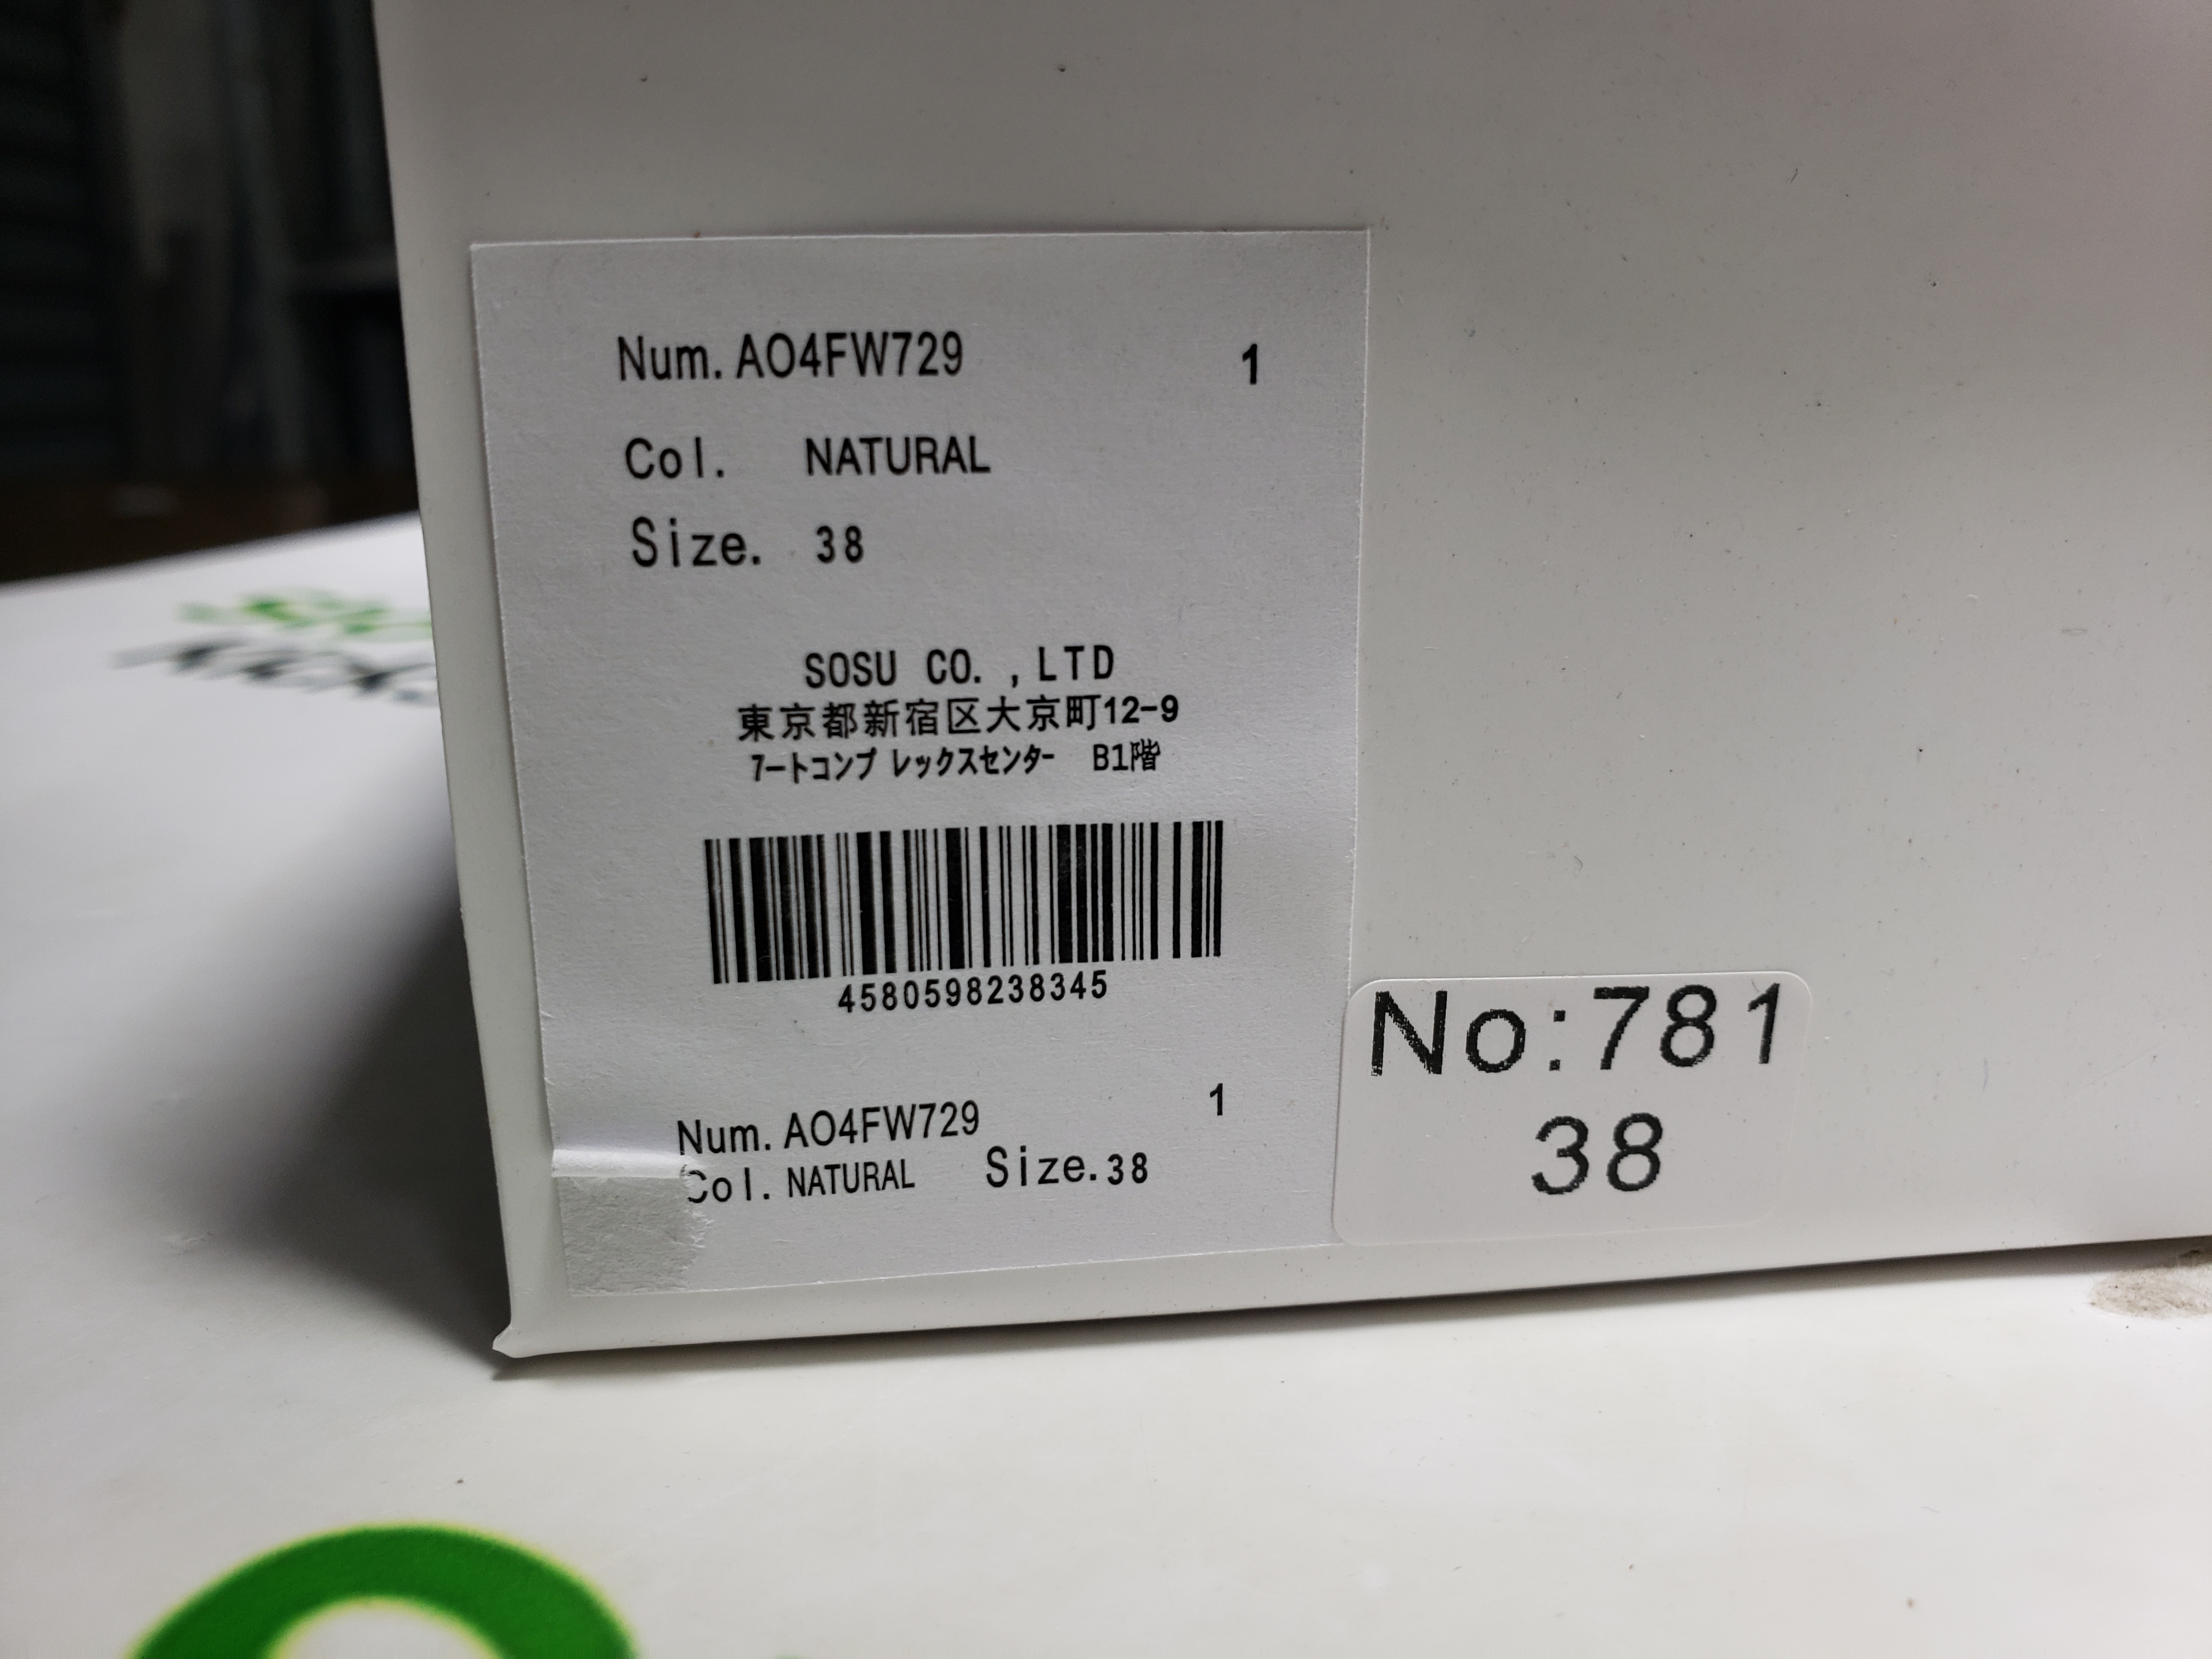 Num. AO4FW729 1
Col. NATURAL
Size. 38
SOSU CO. ,LTD
東京都新宿区大京町12-9
ｱートコンプレックスセンター B1階
4580598238345
Num. AO4FW729 1
Col. NATURAL Size. 38
No:781
38